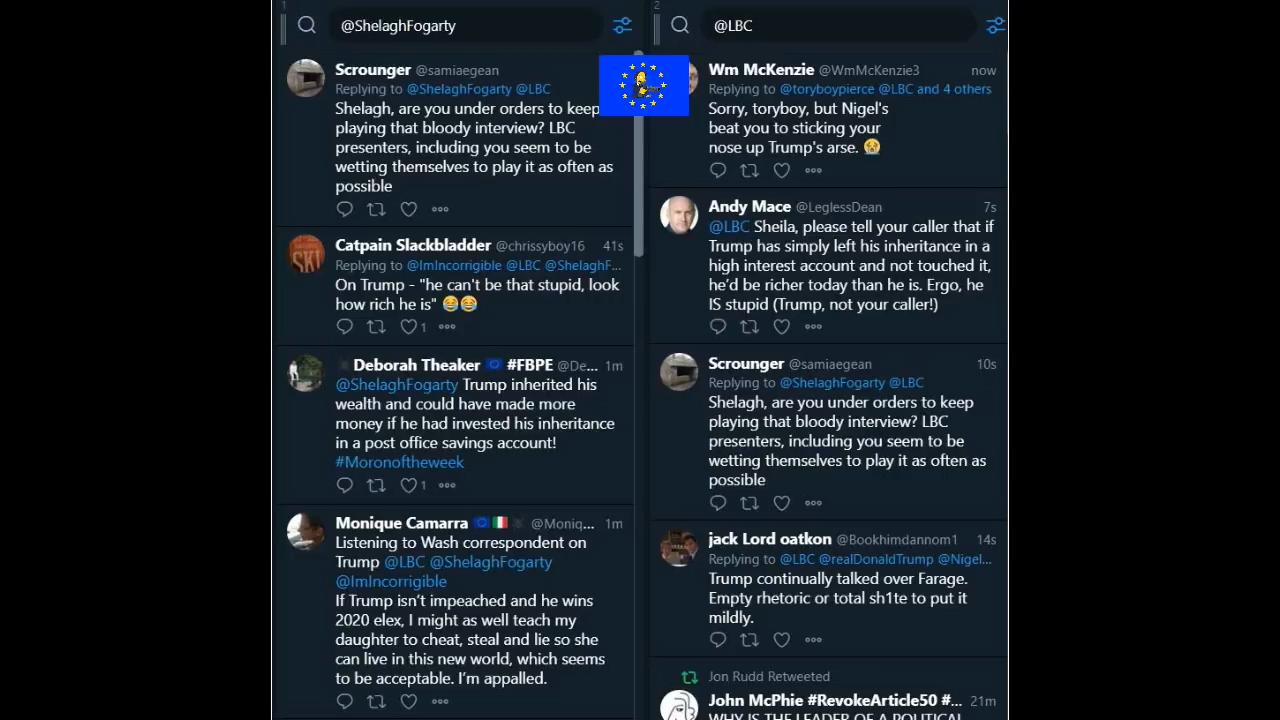 1
@ShelaghFogarty
Scrounger @samiaegean
Replying to @ShelaghFogarty @LBC
Shelagh, are you under orders to keep
playing that bloody interview? LBC
presenters, including you seem to be
wetting themselves to play it as often as
possible
Catpain Slackbladder @chrissyboy16 41s
Replying to @ImIncorrigible @LBC @ShelaghF...
On Trump - "he can't be that stupid, look
how rich he is" 😂😂
1
Deborah Theaker 🇪🇺 #FBPE @De... 1m
@ShelaghFogarty Trump inherited his
wealth and could have made more
money if he had invested his inheritance
in a post office savings account!
#Moronoftheweek
1
Monique Camarra 🇪🇺🇮🇹 @Moniq... 1m
Listening to Wash correspondent on
Trump @LBC @ShelaghFogarty
@ImIncorrigible
If Trump isn't impeached and he wins
2020 elex, I might as well teach my
daughter to cheat, steal and lie so she
can live in this new world, which seems
to be acceptable. I'm appalled.
2
@LBC
Wm McKenzie @WmMcKenzie3 now
Replying to @toryboypierce @LBC and 4 others
Sorry, toryboy, but Nigel's
beat you to sticking your
nose up Trump's arse. 😭
Andy Mace @LeglessDean 7s
@LBC Sheila, please tell your caller that if
Trump has simply left his inheritance in a
high interest account and not touched it,
he'd be richer today than he is. Ergo, he
IS stupid (Trump, not your caller!)
Scrounger @samiaegean 10s
Replying to @ShelaghFogarty @LBC
Shelagh, are you under orders to keep
playing that bloody interview? LBC
presenters, including you seem to be
wetting themselves to play it as often as
possible
jack Lord oatkon @Bookhimdannom1 14s
Replying to @LBC @realDonaldTrump @Nigel...
Trump continually talked over Farage.
Empty rhetoric or total sh1te to put it
mildly.
Jon Rudd Retweeted
John McPhie #RevokeArticle50 #... 21m
WHY IS THE LEADER OF A POLITICAL